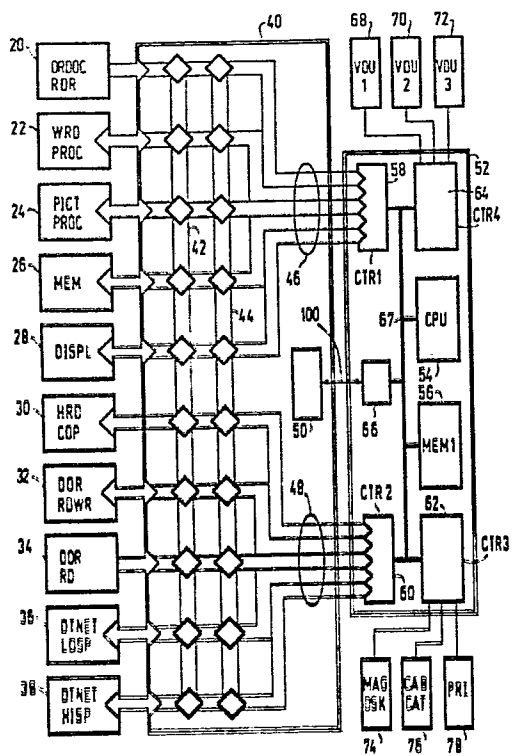 20
ORDOC
RDR
22
WRD
PROC
24
PICT
PROC
26
MEM
28
DISPL
30
HRD
COP
32
DOR
RDWR
34
DOR
RD
36
DTNET
LOSP
38
DTNET
HISP
40
42
44
46
48
50
100
68
70
72
VDU
1
VDU
2
VDU
3
52
58
64
CTR1
CTR4
67
CPU
54
56
66
MEM1
CTR2
62
CTR3
60
MAG
DSK
CAB
CAT
PRI
74
76
78